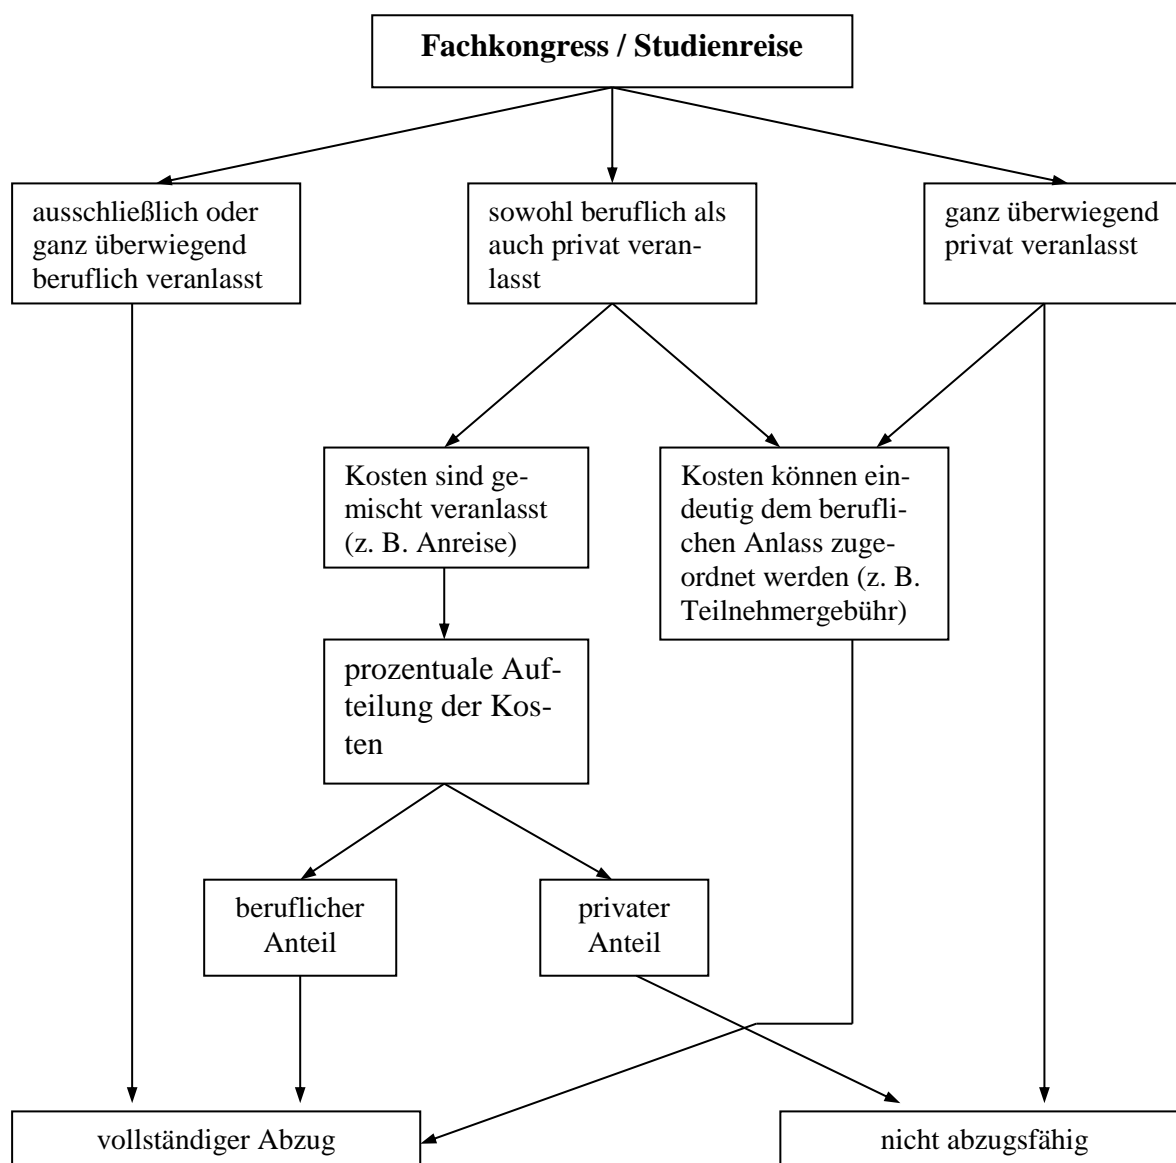 Fachkongress / Studienreise
ausschließlich oder
ganz überwiegend
beruflich veranlasst
sowohl beruflich als
auch privat veran-
lasst
ganz überwiegend
privat veranlasst
Kosten sind ge-
mischt veranlasst
(z. B. Anreise)
Kosten können ein-
deutig dem berufli-
chen Anlass zuge-
ordnet werden (z. B.
Teilnehmergebühr)
prozentuale Auf-
teilung der Kos-
ten
beruflicher
Anteil
privater
Anteil
vollständiger Abzug
nicht abzugsfähig